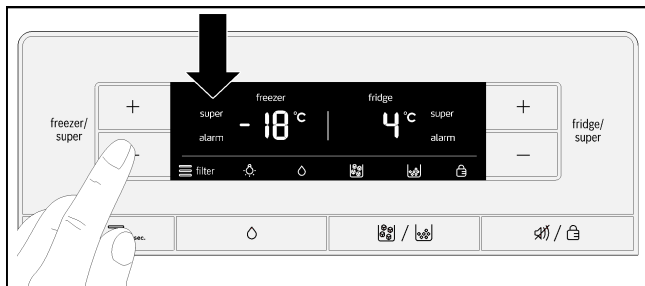 freezer/
super
+
freezer
super
alarm
-18 °C
fridge
4 °C
super
alarm
filter
+
–
fridge/
super
sec.
/
/